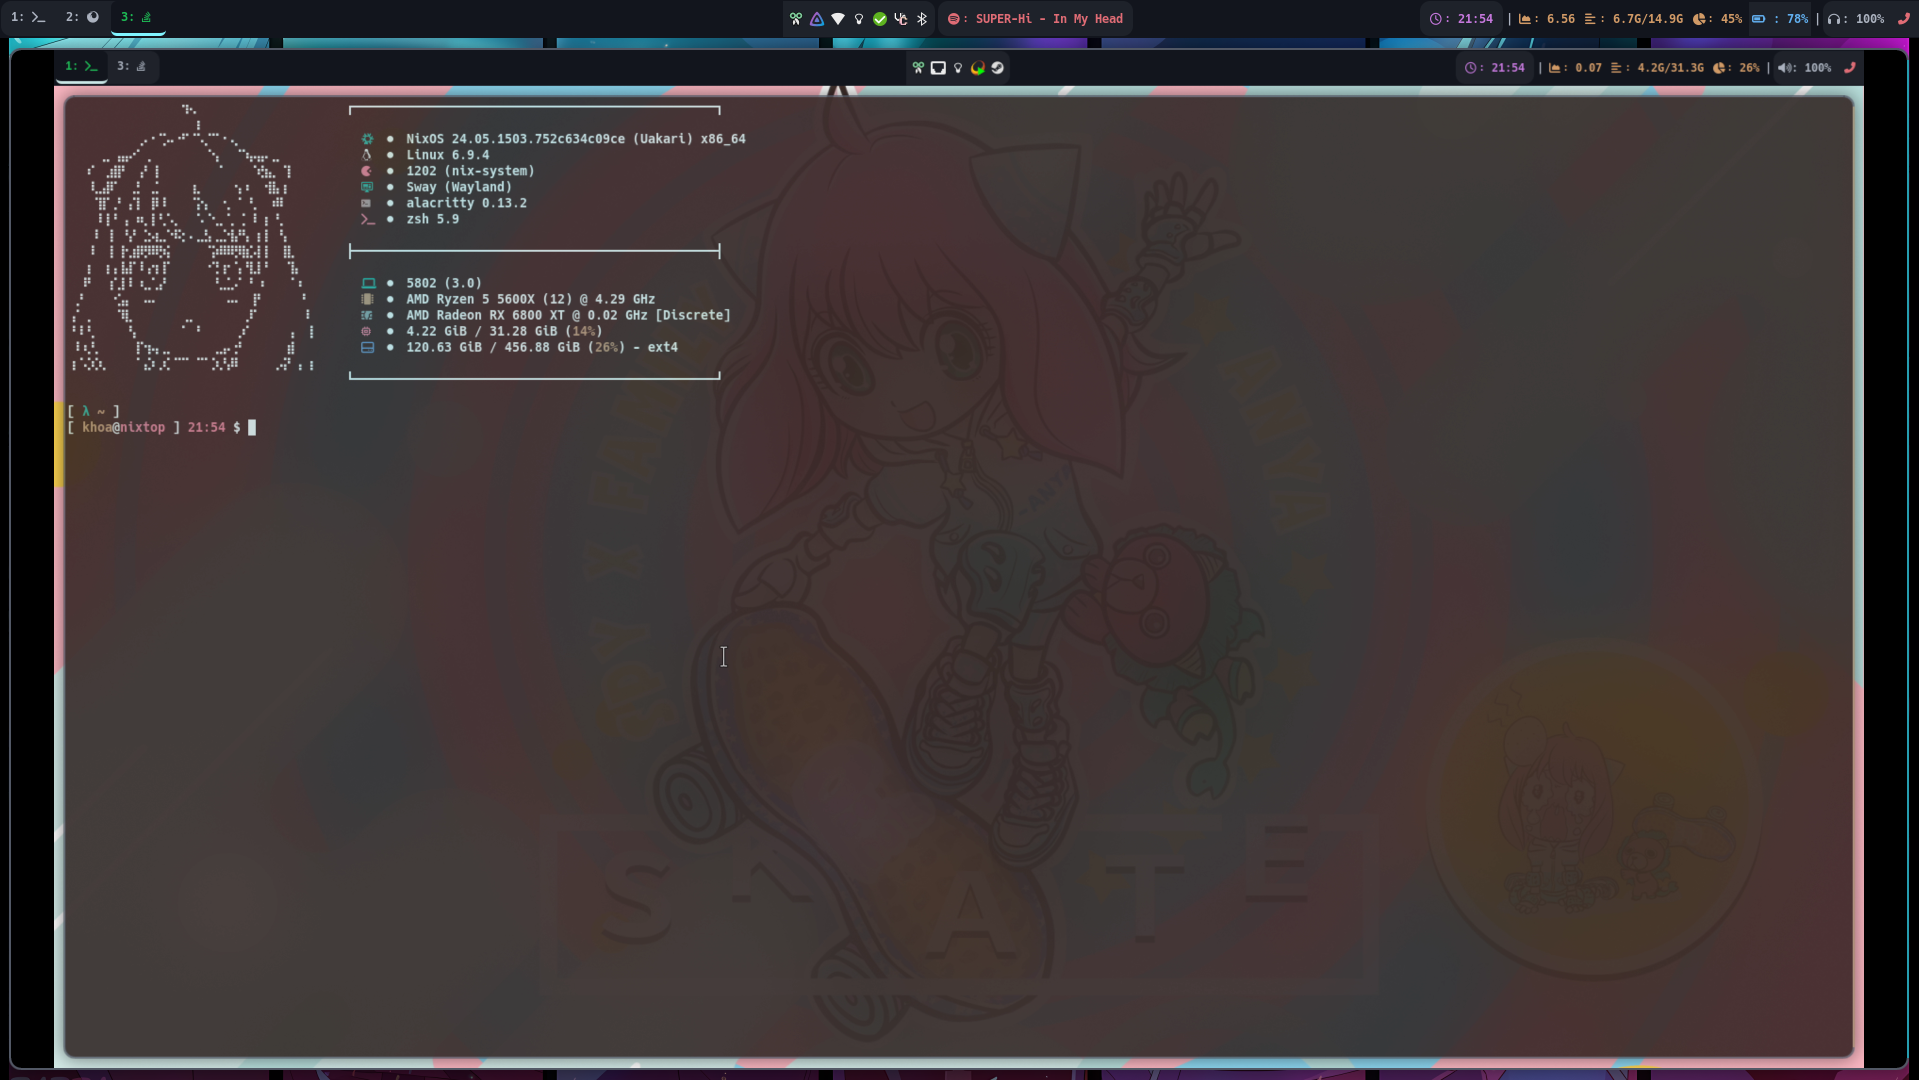 1: 2: 3: : SUPER-Hi - In My Head : 21:54 | : 6.56 : 6.7G/14.9G : 45% : 78% | : 100%
1: 3: : 21:54 | : 0.07 : 4.2G/31.3G : 26% | : 100%
● NixOS 24.05.1503.752c634c09ce (Uakari) x86_64
● Linux 6.9.4
● 1202 (nix-system)
● Sway (Wayland)
● alacritty 0.13.2
● zsh 5.9
● 5802 (3.0)
● AMD Ryzen 5 5600X (12) @ 4.29 GHz
● AMD Radeon RX 6800 XT @ 0.02 GHz [Discrete]
● 4.22 GiB / 31.28 GiB (14%)
● 120.63 GiB / 456.88 GiB (26%) - ext4
[ λ ~ ]
[ khoa@nixtop ] 21:54 $
SPY X FAMILY
ANYA
SKATE